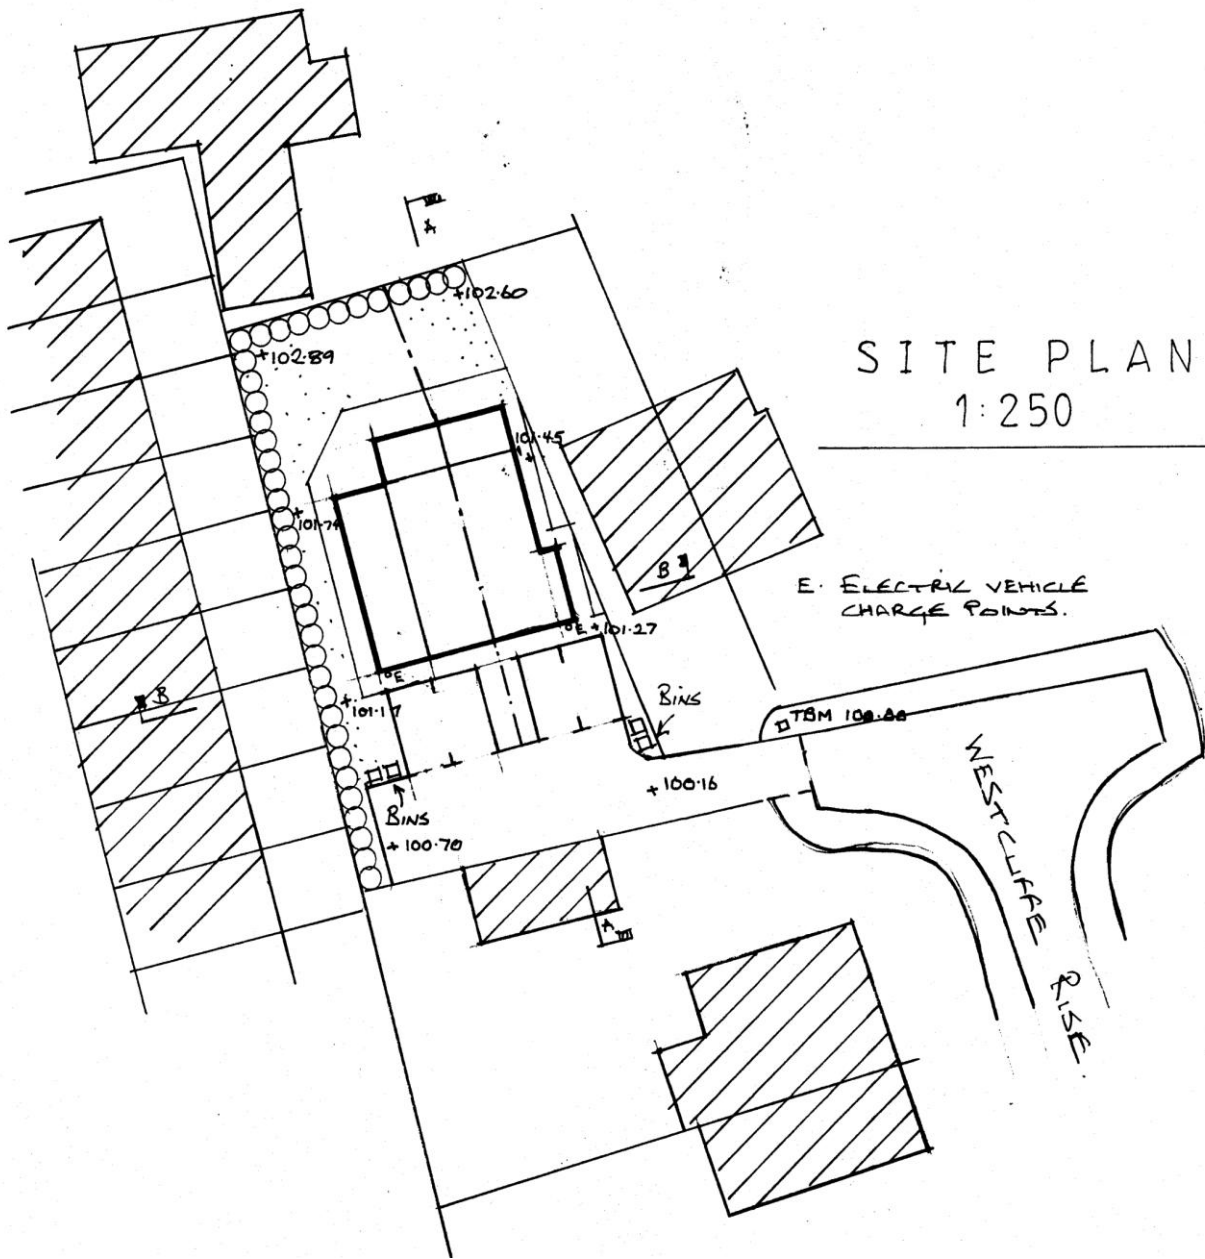 A
+102.60
SITE PLAN
1:250
+102.89
101.45
+101.74
B
E. ELECTRIC VEHICLE
CHARGE POINTS.
E +101.27
E
B
+101.17
BINS
TBM
WESTCLIFFE RISE.
+100.16
BINS
+100.70
A